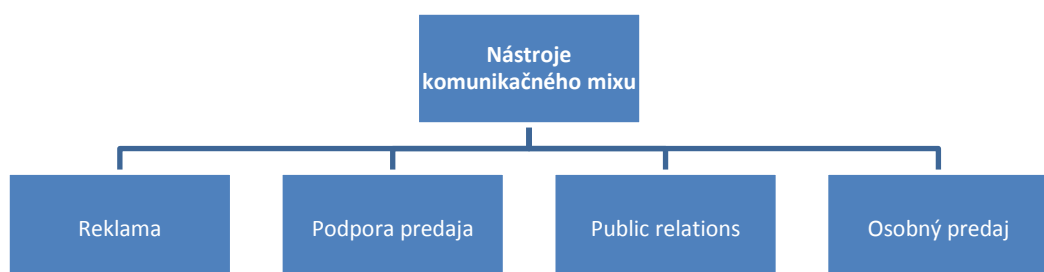 Nástroje
komunikačného mixu
Reklama
Podpora predaja
Public relations
Osobný predaj